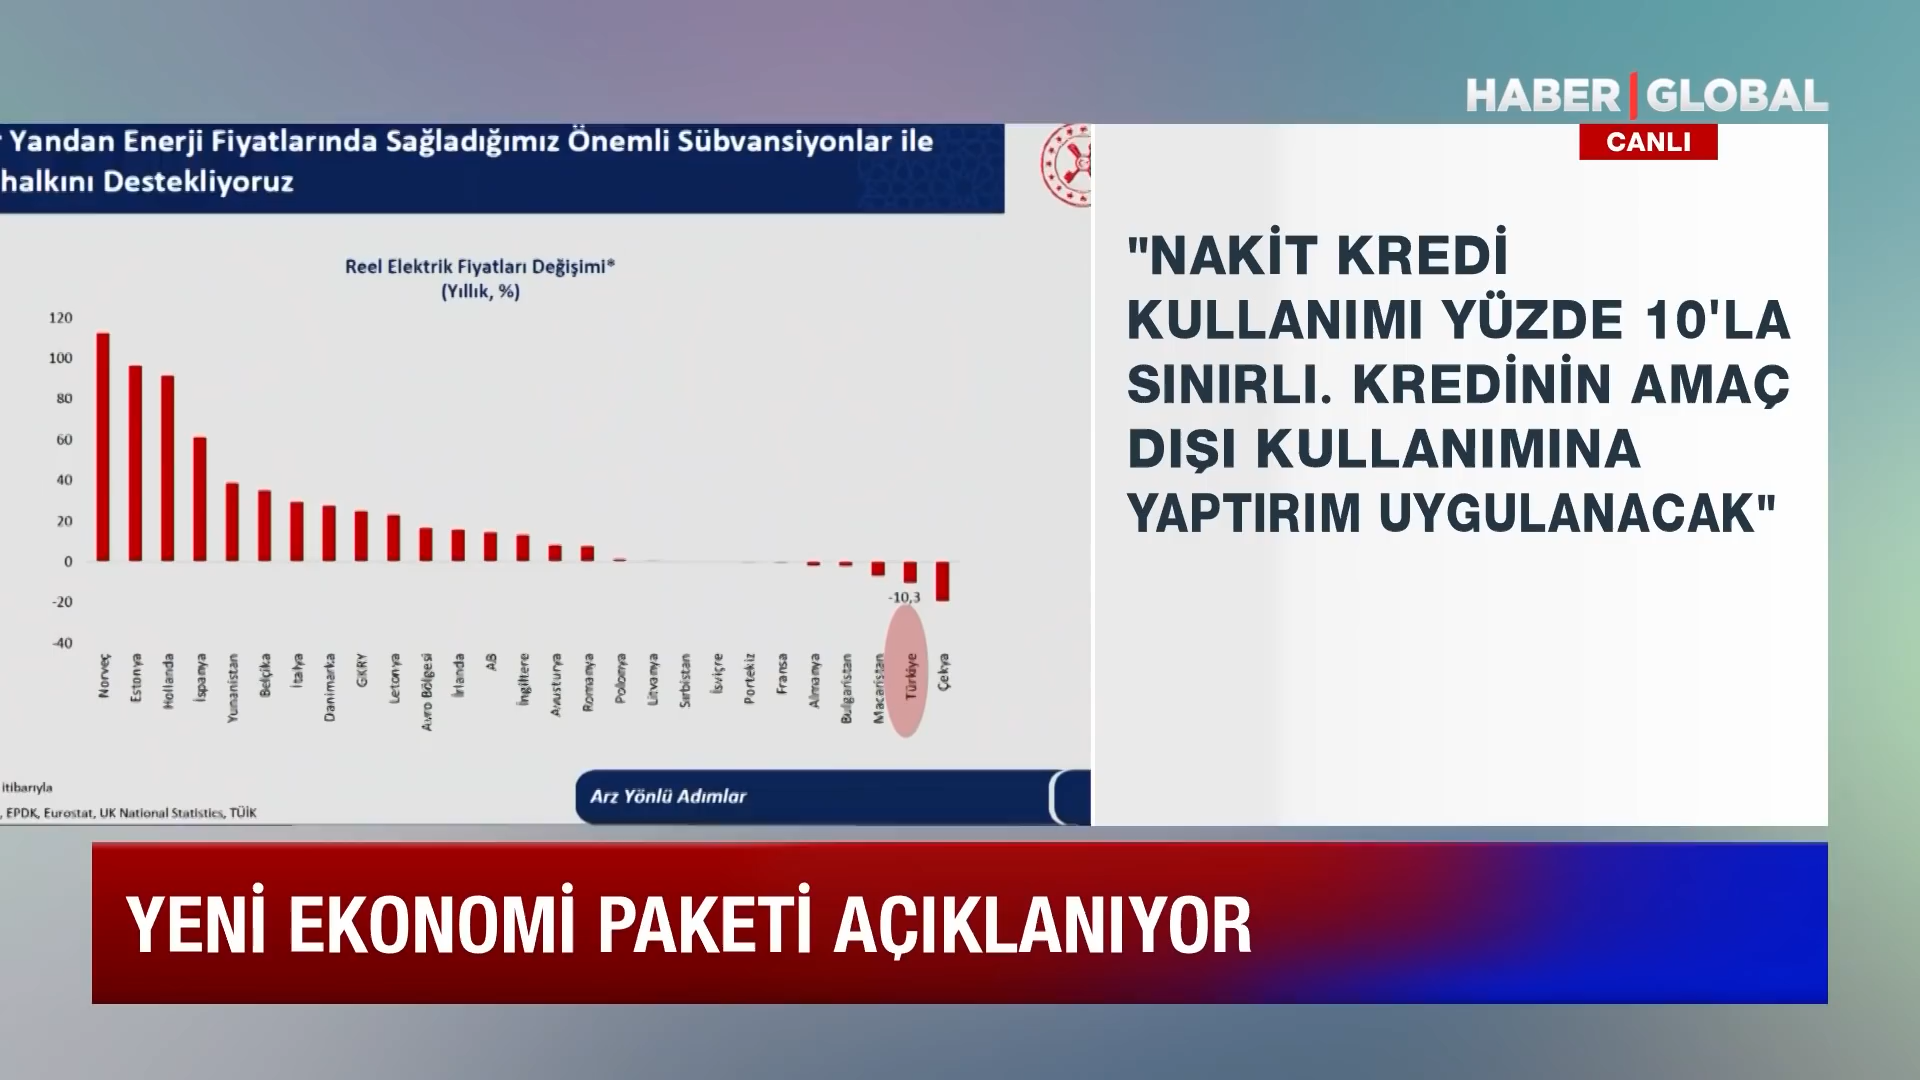 HABER GLOBAL
CANLI
Yandan Enerji Fiyatlarında Sağladığımız Önemli Sübvansiyonlar ile
halkını Destekliyoruz
Reel Elektrik Fiyatları Değişimi*
(Yıllık, %)
120
100
80
60
40
20
0
-20
-40
-10,3
Norveç
Estonya
Hollanda
İspanya
Yunanistan
Belçika
İtalya
Danimarka
GKRY
Letonya
Avro Bölgesi
İrlanda
AB
İngiltere
Avusturya
Romanya
Polonya
Litvanya
Sırbistan
İsviçre
Portekiz
Fransa
Almanya
Bulgaristan
Macaristan
Türkiye
Çekya
itibarıyla
, EPDK, Eurostat, UK National Statistics, TÜİK
Arz Yönlü Adımlar
"NAKİT KREDİ
KULLANIMI YÜZDE 10'LA
SINIRLI. KREDİNİN AMAÇ
DIŞI KULLANIMINA
YAPTIRIM UYGULANACAK"
YENİ EKONOMİ PAKETİ AÇIKLANIYOR